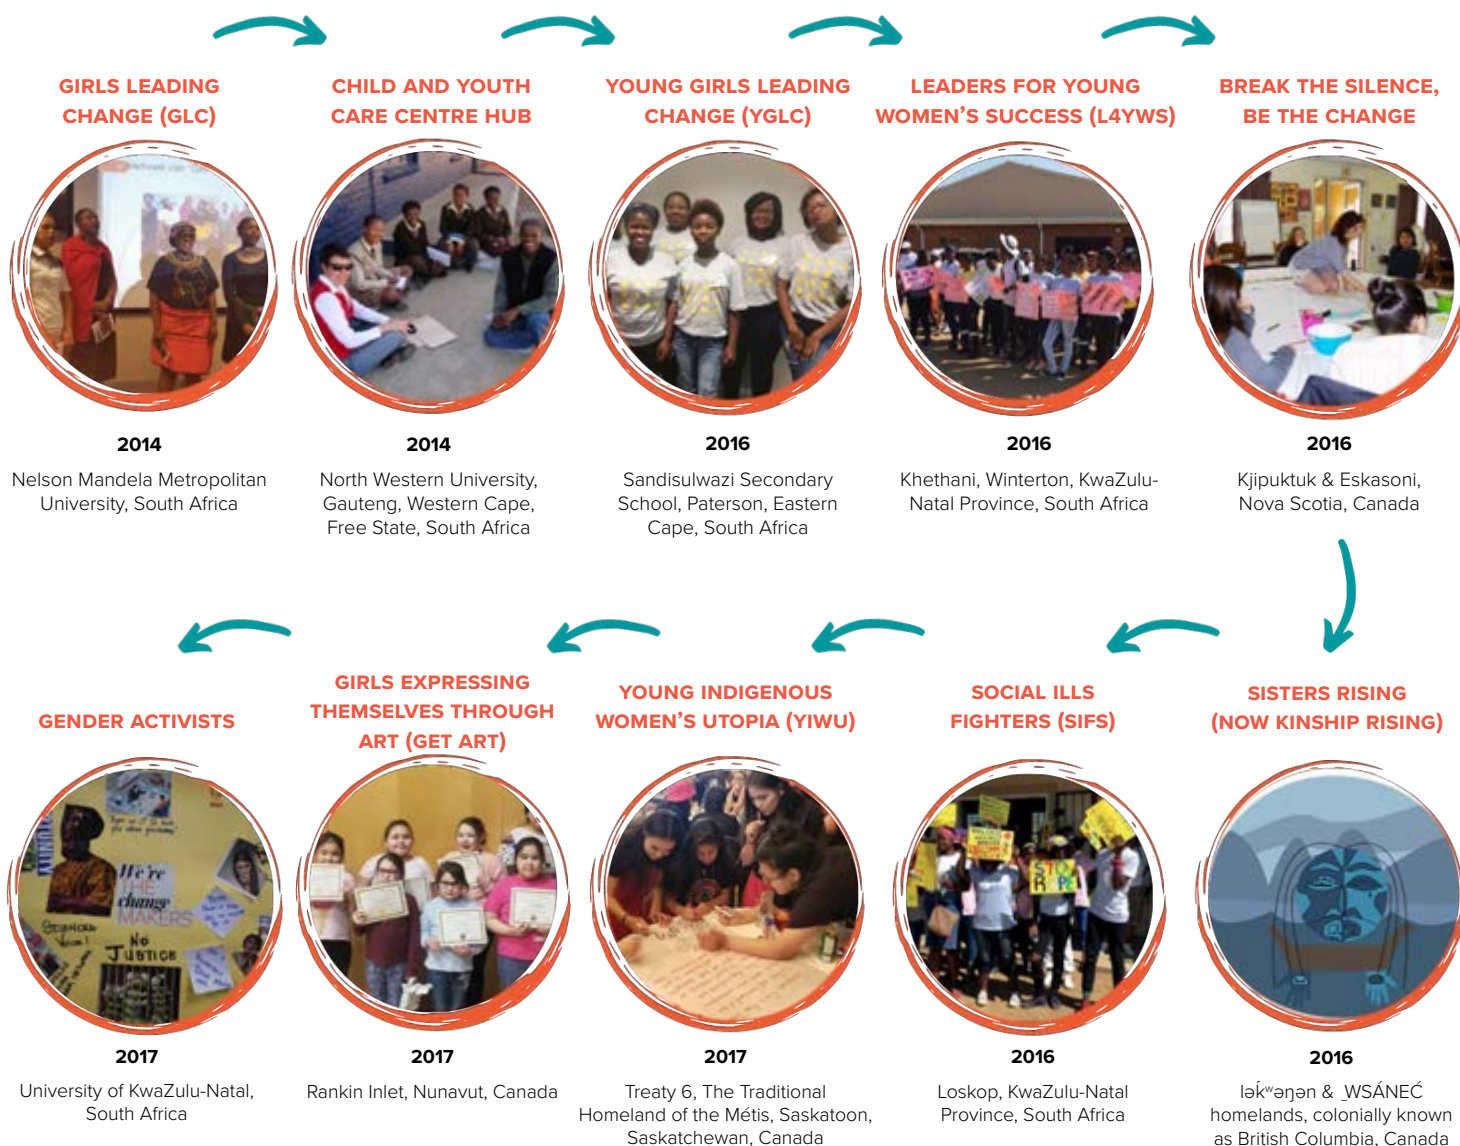 GIRLS LEADING
CHANGE (GLC)
CHILD AND YOUTH
CARE CENTRE HUB
YOUNG GIRLS LEADING
CHANGE (YGLC)
LEADERS FOR YOUNG
WOMEN'S SUCCESS (L4YWS)
BREAK THE SILENCE,
BE THE CHANGE
2014
Nelson Mandela Metropolitan
University, South Africa
2014
North Western University,
Gauteng, Western Cape,
Free State, South Africa
2016
Sandisulwazi Secondary
School, Paterson, Eastern
Cape, South Africa
2016
Khethani, Winterton, KwaZulu-
Natal Province, South Africa
2016
Kjipuktuk & Eskasoni,
Nova Scotia, Canada
GENDER ACTIVISTS
GIRLS EXPRESSING
THEMSELVES THROUGH
ART (GET ART)
YOUNG INDIGENOUS
WOMEN'S UTOPIA (YIWU)
SOCIAL ILLS
FIGHTERS (SIFS)
SISTERS RISING
(NOW KINSHIP RISING)
We're
THE
change
MAKERS
NO
JUSTICE
STOP
RAPE
2017
University of KwaZulu-Natal,
South Africa
2017
Rankin Inlet, Nunavut, Canada
2017
Treaty 6, The Traditional
Homeland of the Métis, Saskatoon,
Saskatchewan, Canada
2016
Loskop, KwaZulu-Natal
Province, South Africa
2016
lək̓ʷəŋən & _WSÁNEĆ
homelands, colonially known
as British Columbia, Canada